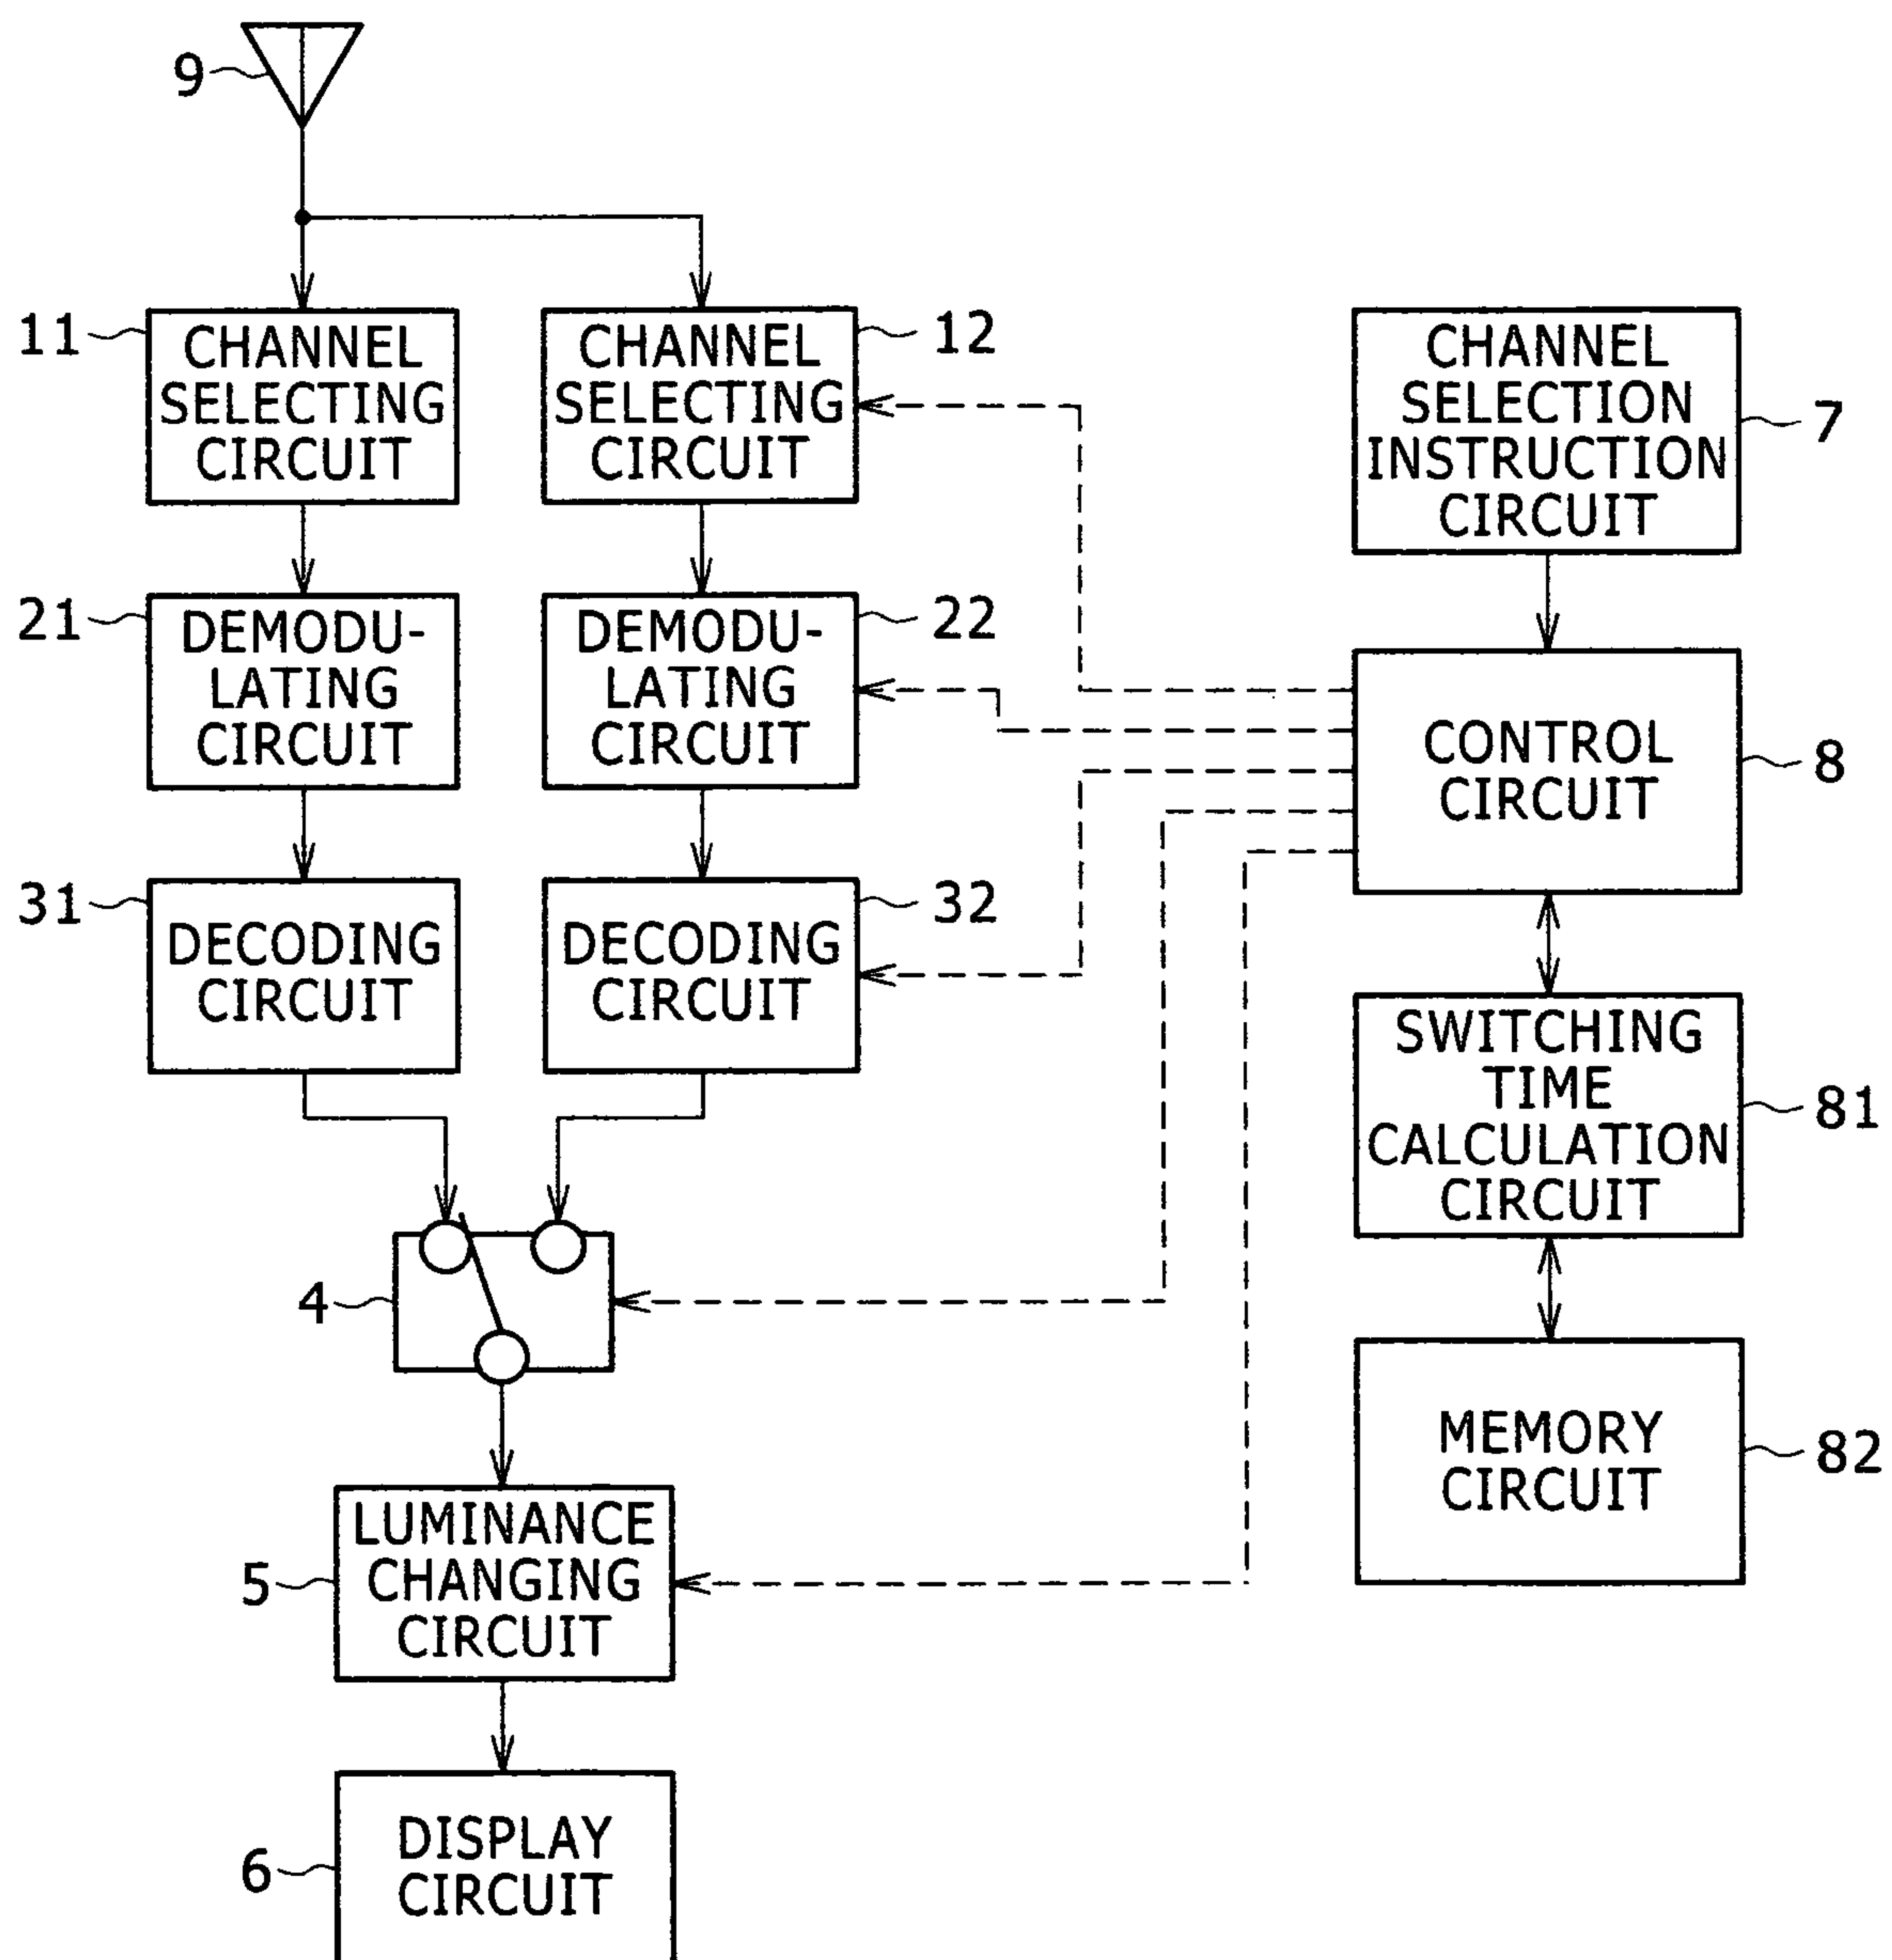 9
11
CHANNEL
SELECTING
CIRCUIT
CHANNEL
SELECTING
CIRCUIT
12
CHANNEL
SELECTION
INSTRUCTION
CIRCUIT
7
21
DEMODU-
LATING
CIRCUIT
DEMODU-
LATING
CIRCUIT
22
CONTROL
CIRCUIT
8
31
DECODING
CIRCUIT
DECODING
CIRCUIT
32
SWITCHING
TIME
CALCULATION
CIRCUIT
81
4
MEMORY
CIRCUIT
82
5
LUMINANCE
CHANGING
CIRCUIT
6
DISPLAY
CIRCUIT